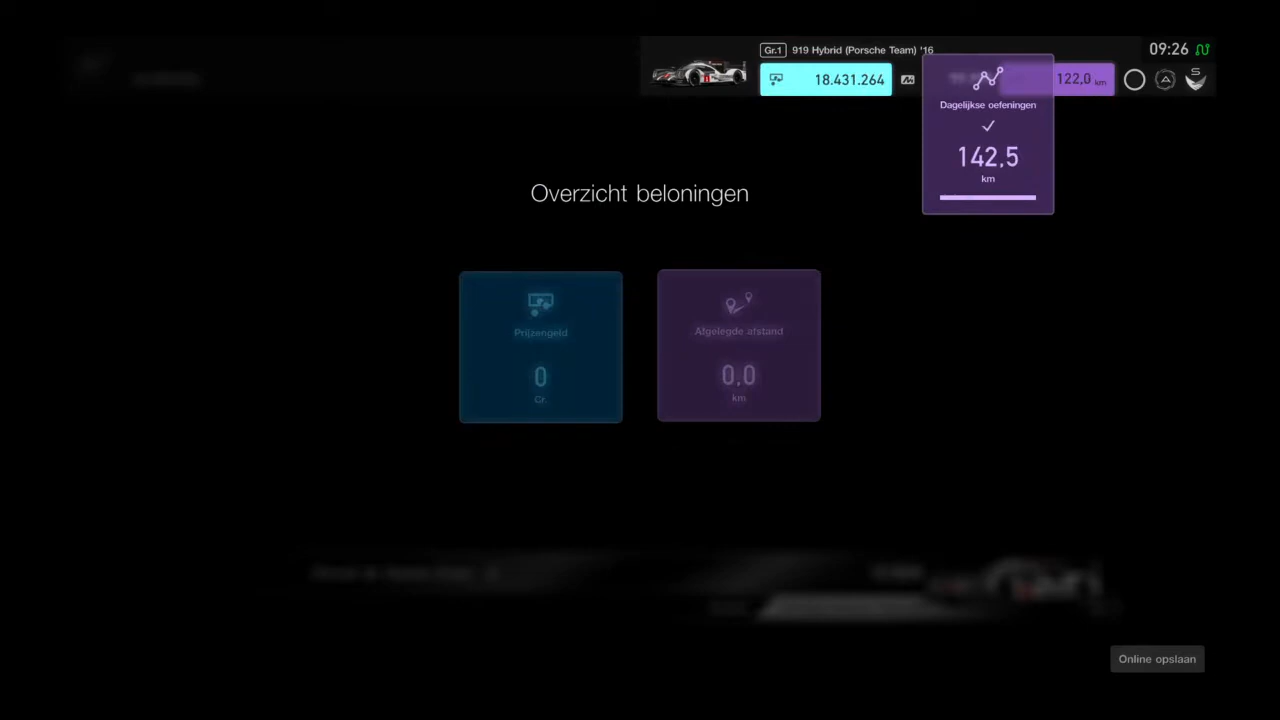 Gr.1 919 Hybrid (Porsche Team) '16
09:26
18.431.264
122,0 km
S
Dagelijkse oefeningen
142,5
km
Overzicht beloningen
Prijzengeld
0
Cr.
Afgelegde afstand
0,0
km
Online opslaan